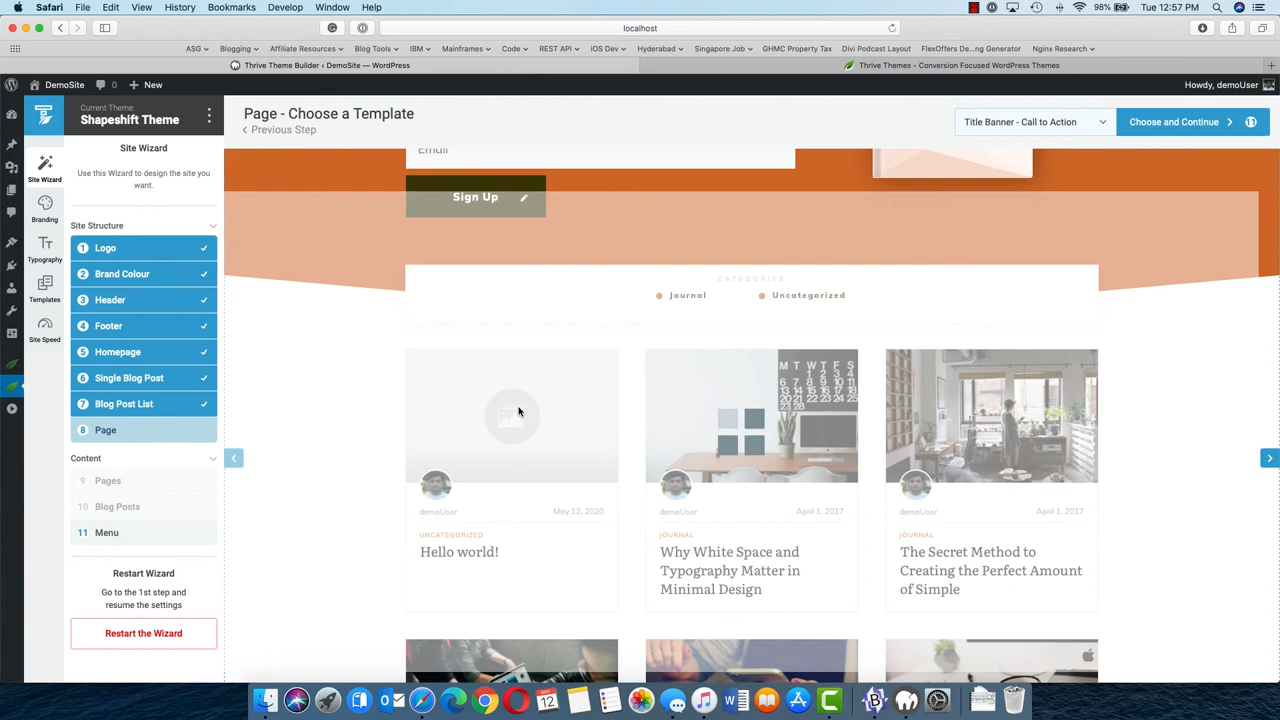 Safari File Edit View History Bookmarks Develop Window Help 98% Tue 12:57 PM
localhost
ASG Blogging Affiliate Resources Blog Tools IBM Mainframes Code REST API iOS Dev Hyderabad Singapore Job GHMC Property Tax Divi Podcast Layout FlexOffers De...ng Generator Nginx Research
Thrive Theme Builder ‹ DemoSite — WordPress Thrive Themes - Conversion Focused WordPress Themes
DemoSite 0 New Howdy, demoUser
Current Theme:
Shapeshift Theme
Page - Choose a Template
Previous Step
Title Banner - Call to Action
Choose and Continue 11
Site Wizard
Branding
Typography
Templates
Site Speed
Site Wizard
Use this Wizard to design the site you
want.
Site Structure
1 Logo
2 Brand Colour
3 Header
4 Footer
5 Homepage
6 Single Blog Post
7 Blog Post List
8 Page
Content
9 Pages
10 Blog Posts
11 Menu
Restart Wizard
Go to the 1st step and
resume the settings
Restart the Wizard
Email
Sign Up
CATEGORIES
Journal Uncategorized
demoUser May 12, 2020
UNCATEGORIZED
Hello world!
M T W T F S
demoUser April 1, 2017
JOURNAL
Why White Space and
Typography Matter in
Minimal Design
demoUser April 1, 2017
JOURNAL
The Secret Method to
Creating the Perfect Amount
of Simple
12